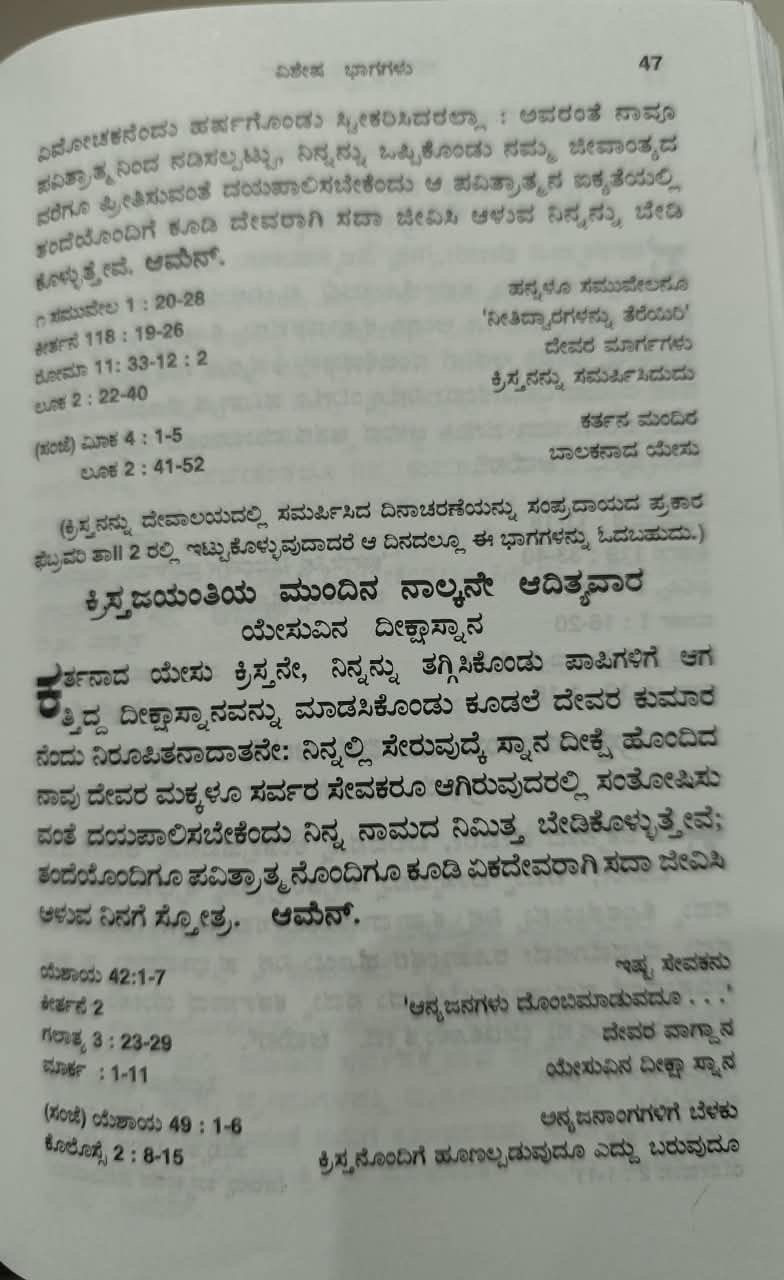 ವಿಶೇಷ ಭಾಗಗಳು 47
ವಿಮೋಚಕನೆಂದು ಹರ್ಷಗೊಂಡು ಸ್ವೀಕರಿಸಿದರಲ್ಲಾ : ಅವರಂತೆ ನಾವೂ
ಪವಿತ್ರಾತ್ಮನಿಂದ ನಡಿಸಲ್ಪಟ್ಟು, ನಿನ್ನನ್ನು ಒಪ್ಪಿಕೊಂಡು ನಮ್ಮ ಜೀವಾಂತ್ಯದ
ವರೆಗೂ ಪ್ರೀತಿಸುವಂತೆ ದಯಪಾಲಿಸಬೇಕೆಂದು ಆ ಪವಿತ್ರಾತ್ಮನ ಐಕ್ಯತೆಯಲ್ಲಿ
ತಂದೆಯೊಂದಿಗೆ ಕೂಡಿ ದೇವರಾಗಿ ಸದಾ ಜೀವಿಸಿ ಆಳುವ ನಿನ್ನನ್ನು ಬೇಡಿ
ಕೊಳ್ಳುತ್ತೇವೆ. ಆಮೆನ್.
೧ ಸಮುವೇಲ 1 : 20-28 ಹನ್ನಳೂ ಸಮುವೇಲನೂ
ಕೀರ್ತನೆ 118 : 19-26 'ನೀತಿದ್ವಾರಗಳನ್ನು ತೆರೆಯಿರಿ'
ರೋಮಾ 11: 33-12 : 2 ದೇವರ ಮಾರ್ಗಗಳು
ಲೂಕ 2 : 22-40 ಕ್ರಿಸ್ತನನ್ನು ಸಮರ್ಪಿಸಿದುದು
(ಸಂಜೆ) ಮೀಕ 4 : 1-5 ಕರ್ತನ ಮಂದಿರ
ಲೂಕ 2 : 41-52 ಬಾಲಕನಾದ ಯೇಸು
(ಕ್ರಿಸ್ತನನ್ನು ದೇವಾಲಯದಲ್ಲಿ ಸಮರ್ಪಿಸಿದ ದಿನಾಚರಣೆಯನ್ನು ಸಂಪ್ರದಾಯದ ಪ್ರಕಾರ
ಫೆಬ್ರವರಿ ತಾ॥ 2 ರಲ್ಲಿ ಇಟ್ಟುಕೊಳ್ಳುವುದಾದರೆ ಆ ದಿನದಲ್ಲೂ ಈ ಭಾಗಗಳನ್ನು ಓದಬಹುದು.)
ಕ್ರಿಸ್ತಜಯಂತಿಯ ಮುಂದಿನ ನಾಲ್ಕನೇ ಆದಿತ್ಯವಾರ
ಯೇಸುವಿನ ದೀಕ್ಷಾಸ್ನಾನ
ಕರ್ತನಾದ ಯೇಸು ಕ್ರಿಸ್ತನೇ, ನಿನ್ನನ್ನು ತಗ್ಗಿಸಿಕೊಂಡು ಪಾಪಿಗಳಿಗೆ ಆಗ
ತ್ತಿದ್ದ ದೀಕ್ಷಾಸ್ನಾನವನ್ನು ಮಾಡಸಿಕೊಂಡು ಕೂಡಲೆ ದೇವರ ಕುಮಾರ
ನೆಂದು ನಿರೂಪಿತನಾದಾತನೇ: ನಿನ್ನಲ್ಲಿ ಸೇರುವುದ್ಕೆ ಸ್ನಾನ ದೀಕ್ಷೆ ಹೊಂದಿದ
ನಾವು ದೇವರ ಮಕ್ಕಳೂ ಸರ್ವರ ಸೇವಕರೂ ಆಗಿರುವುದರಲ್ಲಿ ಸಂತೋಷಿಸು
ವಂತೆ ದಯಪಾಲಿಸಬೇಕೆಂದು ನಿನ್ನ ನಾಮದ ನಿಮಿತ್ತ ಬೇಡಿಕೊಳ್ಳುತ್ತೇವೆ;
ತಂದೆಯೊಂದಿಗೂ ಪವಿತ್ರಾತ್ಮನೊಂದಿಗೂ ಕೂಡಿ ಏಕದೇವರಾಗಿ ಸದಾ ಜೀವಿಸಿ
ಆಳುವ ನಿನಗೆ ಸ್ತೋತ್ರ. ಆಮೆನ್.
ಯೆಶಾಯ 42:1-7 ಇಷ್ಟ ಸೇವಕನು
ಕೀರ್ತನೆ 2 'ಅನ್ಯಜನಗಳು ದೊಂಬಿಮಾಡುವದೂ . . .'
ಗಲಾತ್ಯ 3 : 23-29 ದೇವರ ವಾಗ್ದಾನ
ಮಾರ್ಕ : 1-11 ಯೇಸುವಿನ ದೀಕ್ಷಾ ಸ್ನಾನ
(ಸಂಜೆ) ಯೆಶಾಯ 49 : 1-6 ಅನ್ಯಜನಾಂಗಗಳಿಗೆ ಬೆಳಕು
ಕೊಲೊಸ್ಸೆ 2 : 8-15 ಕ್ರಿಸ್ತನೊಂದಿಗೆ ಹೂಣಲ್ಪಡುವುದೂ ಎದ್ದು ಬರುವುದೂ